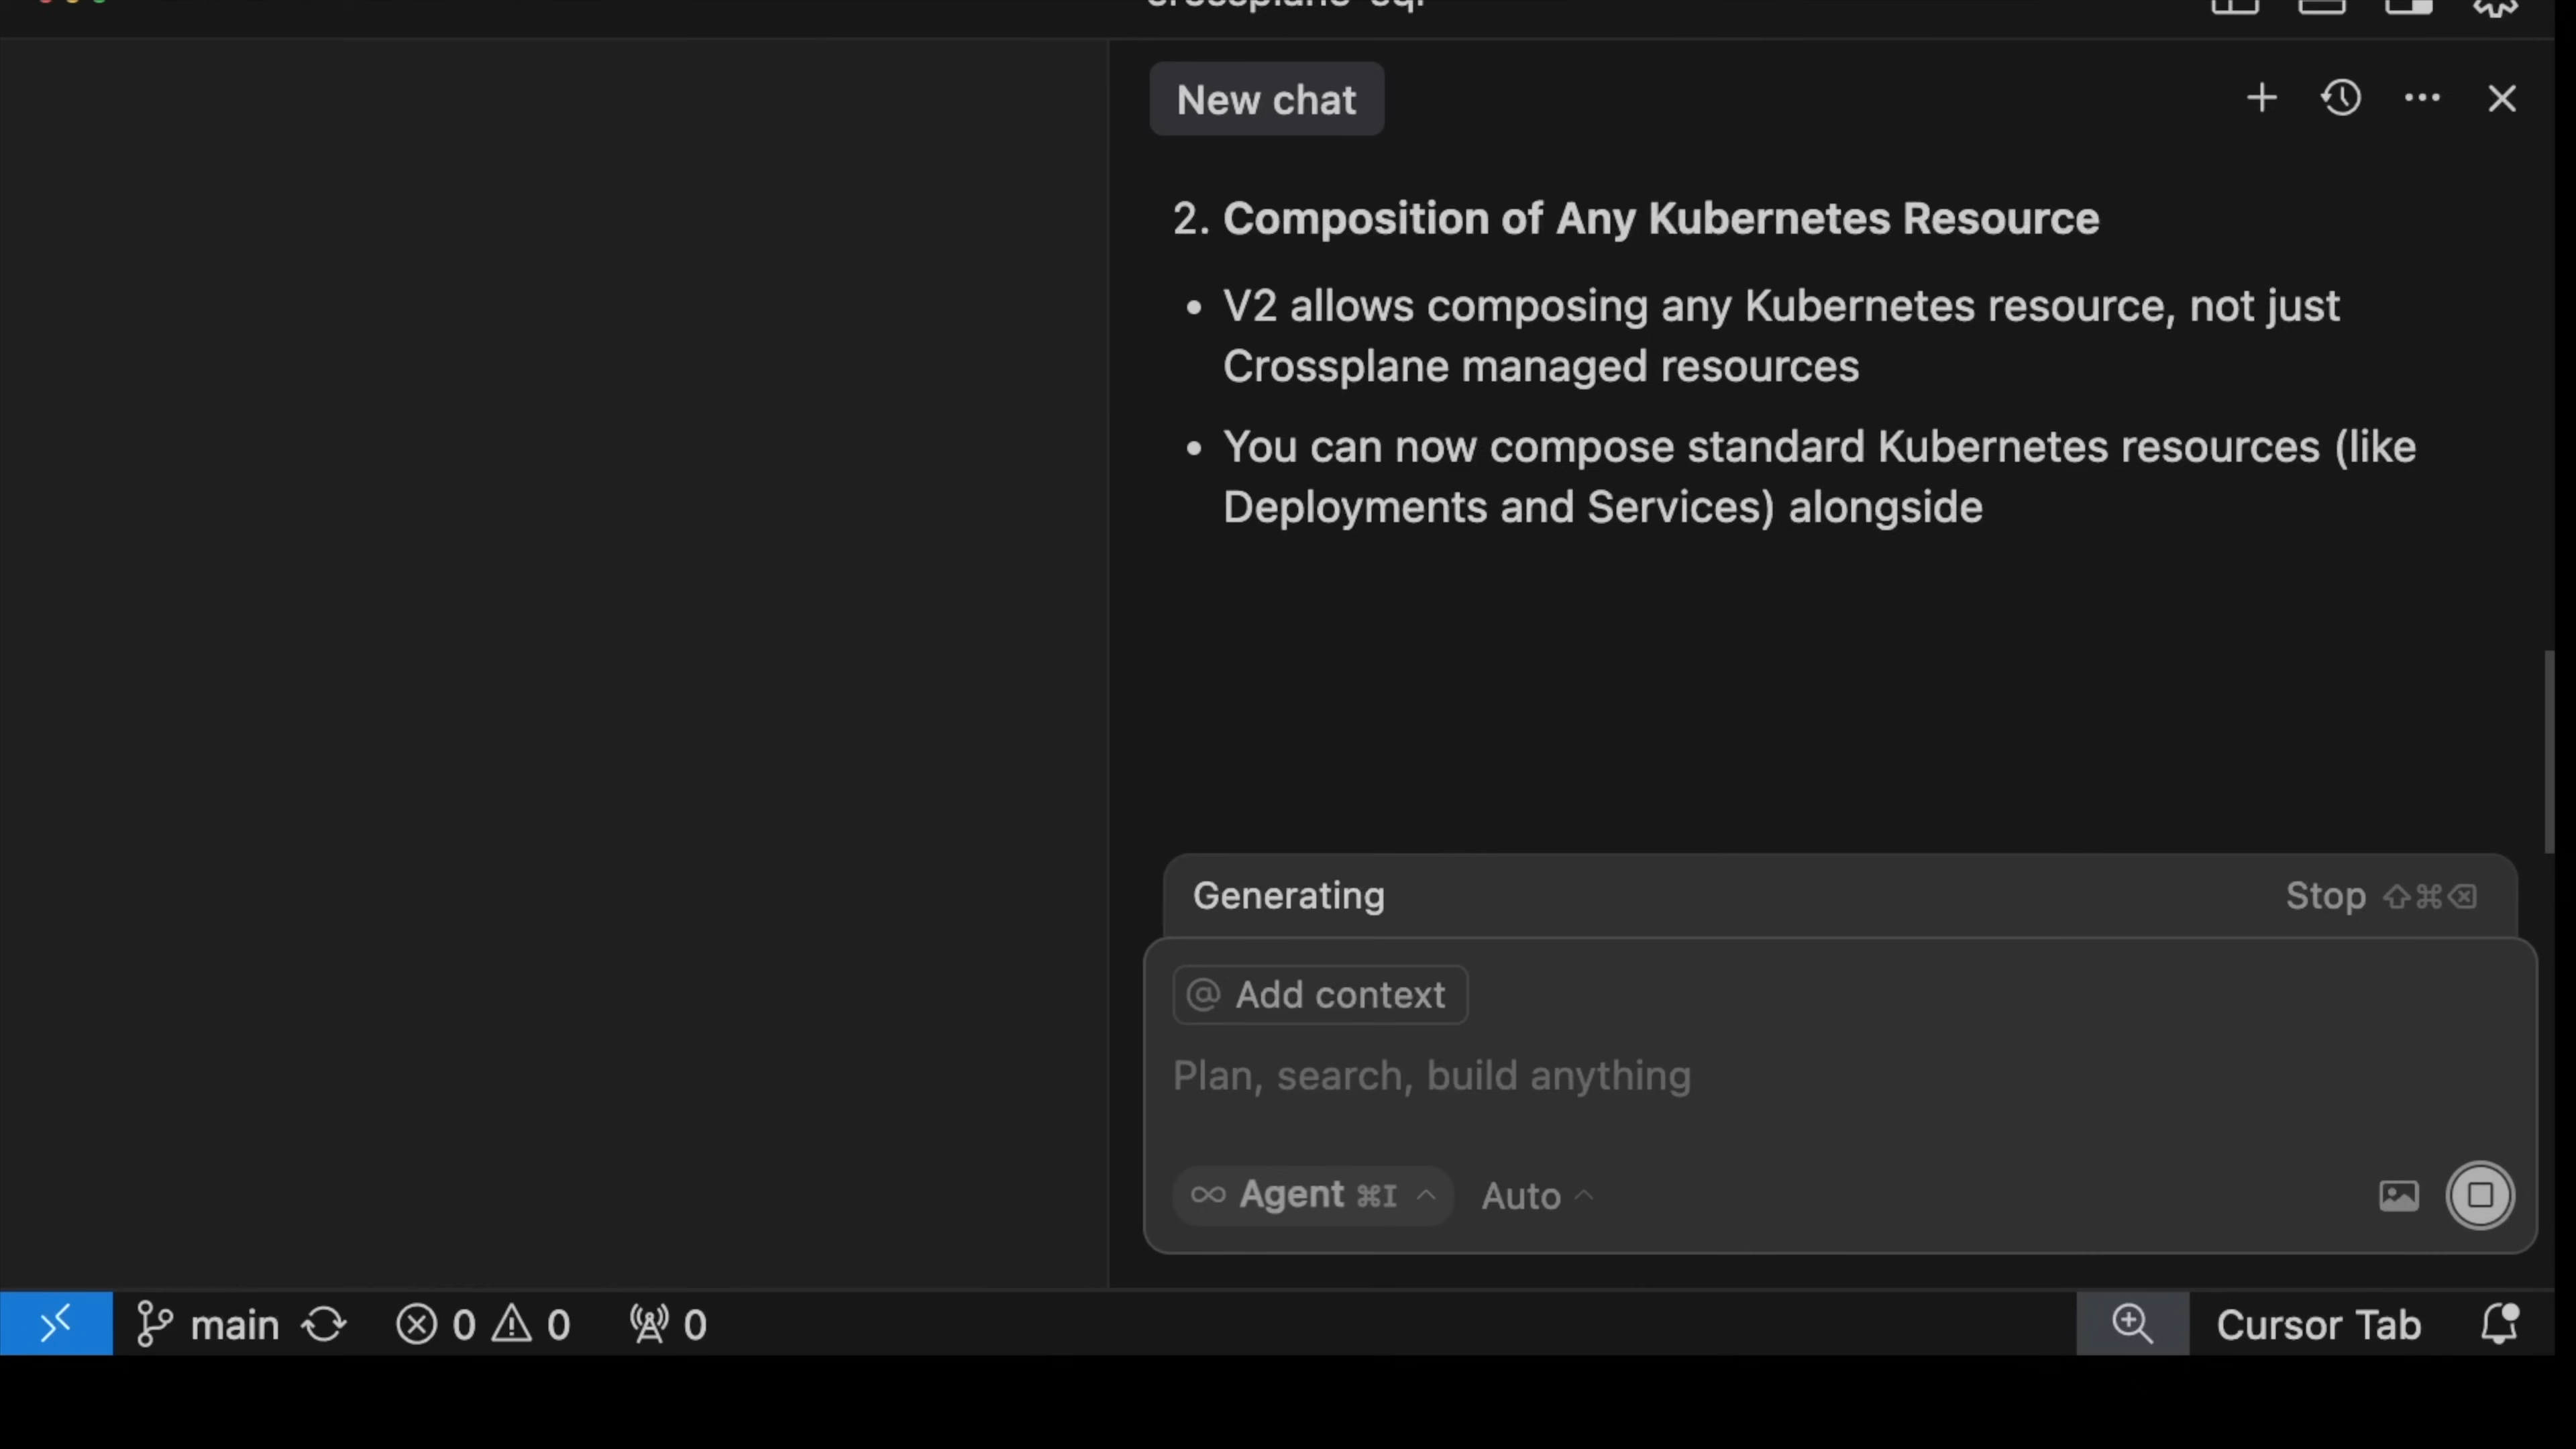 crossplane-sql
New chat
2. Composition of Any Kubernetes Resource
• V2 allows composing any Kubernetes resource, not just
Crossplane managed resources
• You can now compose standard Kubernetes resources (like
Deployments and Services) alongside
Generating
Stop ⇧⌘⌫
@ Add context
Plan, search, build anything
∞ Agent ⌘I
Auto
main
0
0
0
Cursor Tab